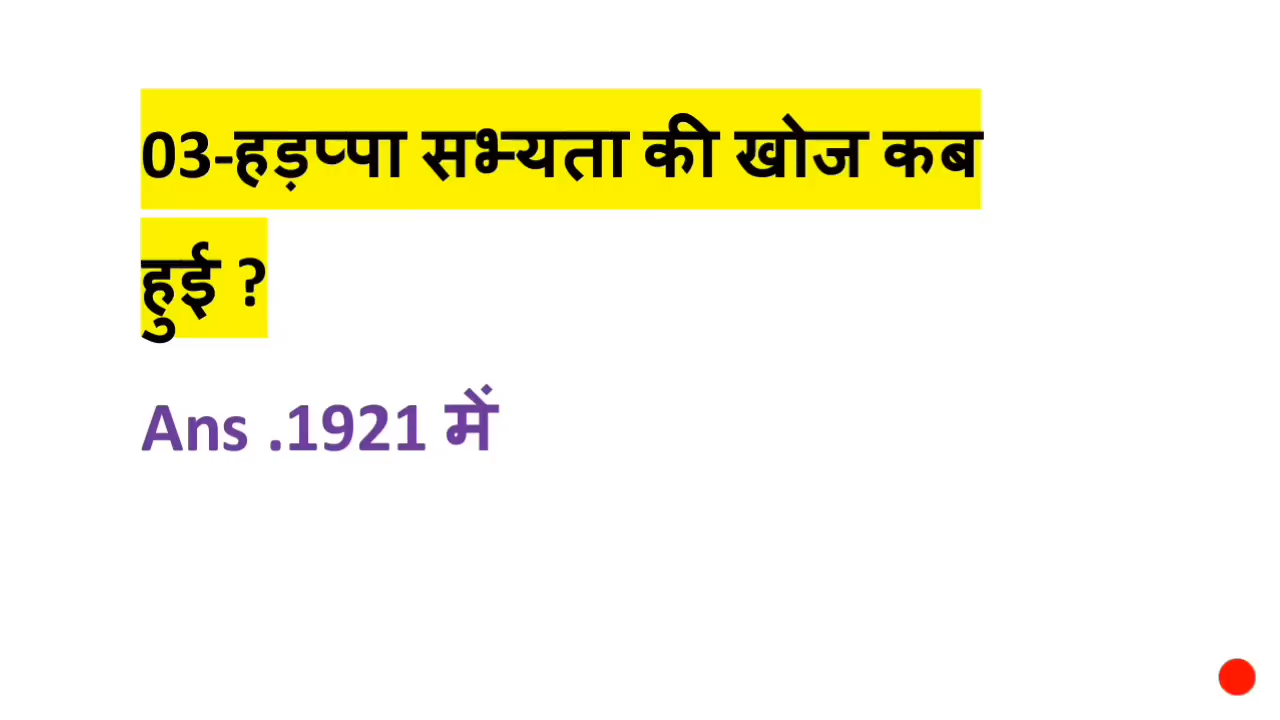 03-हड़प्पा सभ्यता की खोज कब
हुई ?
Ans .1921 में